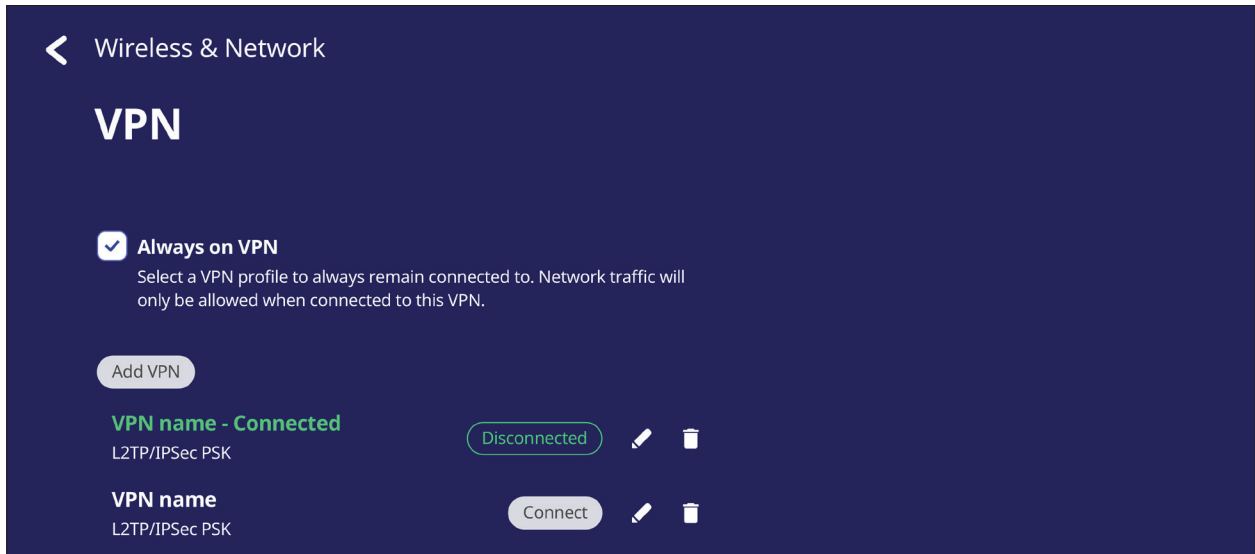 Wireless & Network
VPN
Always on VPN
Select a VPN profile to always remain connected to. Network traffic will
only be allowed when connected to this VPN.
Add VPN
VPN name - Connected
L2TP/IPSec PSK
Disconnected
VPN name
L2TP/IPSec PSK
Connect